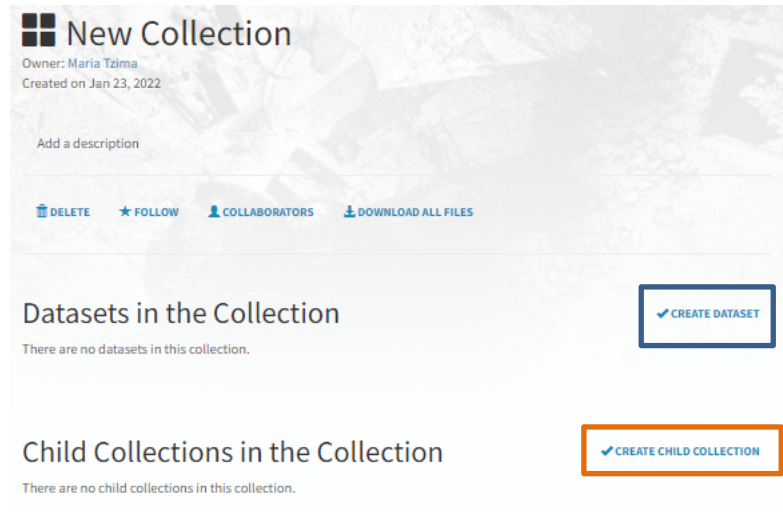 New Collection
Owner: Maria Tzima
Created on Jan 23, 2022
Add a description
DELETE FOLLOW COLLABORATORS DOWNLOAD ALL FILES
Datasets in the Collection
CREATE DATASET
There are no datasets in this collection.
Child Collections in the Collection
CREATE CHILD COLLECTION
There are no child collections in this collection.